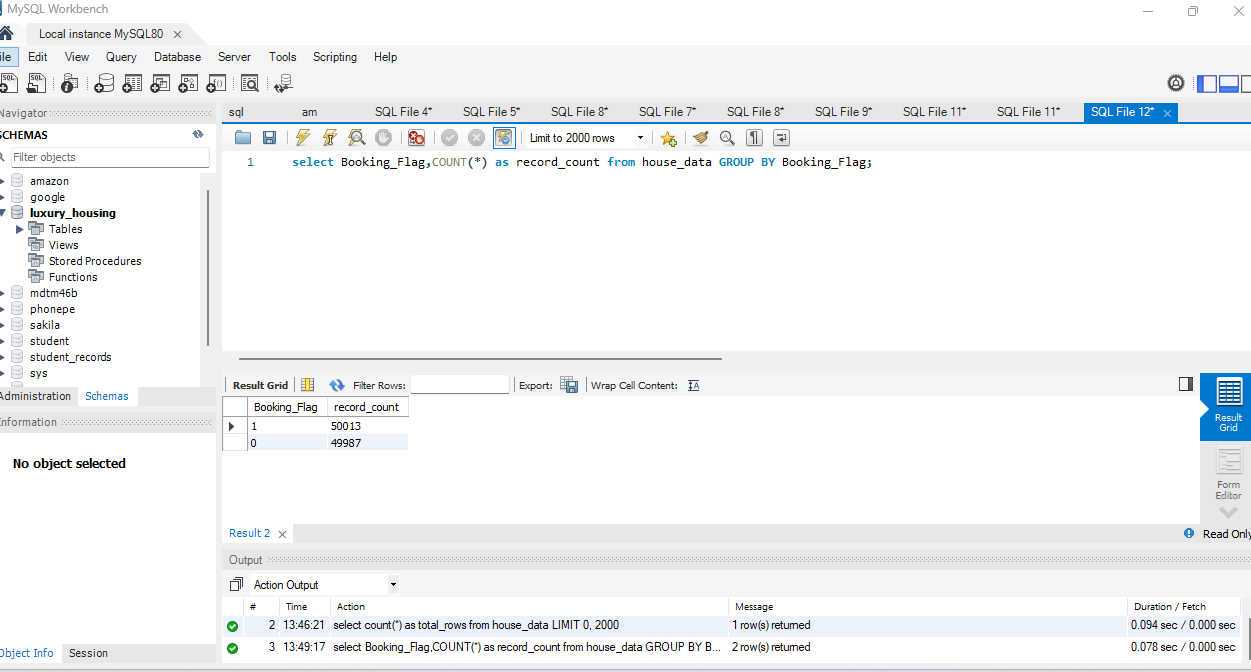 MySQL Workbench
Local instance MySQL80
ile Edit View Query Database Server Tools Scripting Help
Navigator
SCHEMAS
Filter objects
amazon
google
luxury_housing
Tables
Views
Stored Procedures
Functions
mdtm46b
phonepe
sakila
student
student_records
sys
Administration Schemas
Information
No object selected
Object Info Session
sql am SQL File 4* SQL File 5* SQL File 8* SQL File 7* SQL File 8* SQL File 9* SQL File 11* SQL File 11* SQL File 12*
Limit to 2000 rows
1 select Booking_Flag,COUNT(*) as record_count from house_data GROUP BY Booking_Flag;
Result Grid Filter Rows: Export: Wrap Cell Content:
Booking_Flag record_count
1 50013
0 49987
Result Grid
Form Editor
Result 2 Read Only
Output
Action Output
# Time Action Message Duration / Fetch
2 13:46:21 select count(*) as total_rows from house_data LIMIT 0, 2000 1 row(s) returned 0.094 sec / 0.000 sec
3 13:49:17 select Booking_Flag,COUNT(*) as record_count from house_data GROUP BY B... 2 row(s) returned 0.078 sec / 0.000 sec